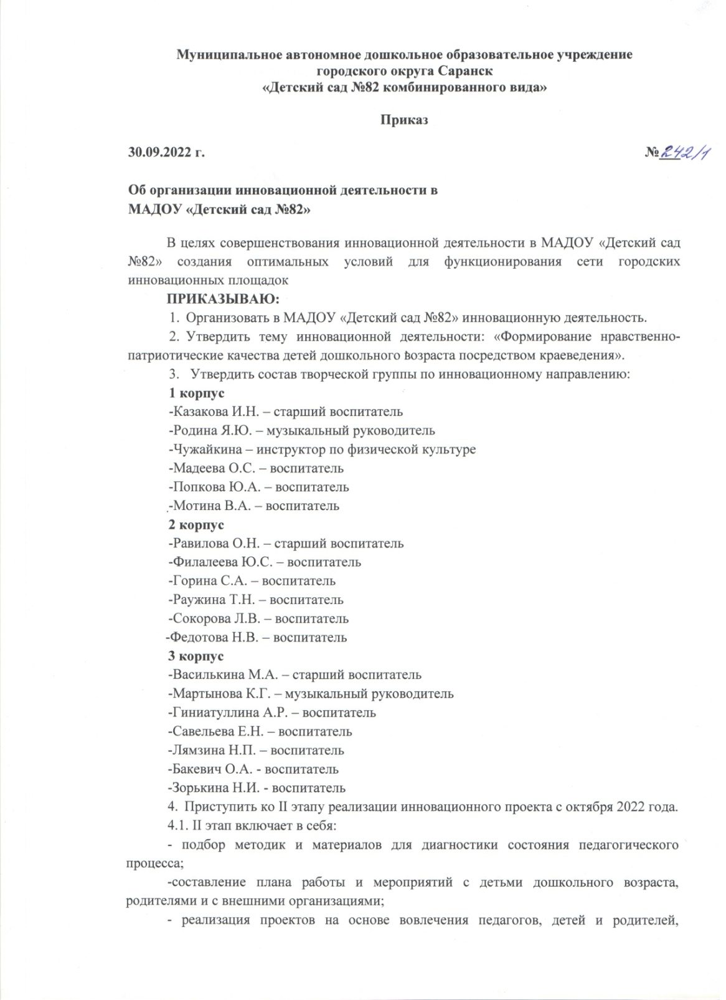 Муниципальное автономное дошкольное образовательное учреждение
городского округа Саранск
«Детский сад №82 комбинированного вида»
Приказ
30.09.2022 г. № 242/1
Об организации инновационной деятельности в
МАДОУ «Детский сад №82»
В целях совершенствования инновационной деятельности в МАДОУ «Детский сад
№82» создания оптимальных условий для функционирования сети городских
инновационных площадок
ПРИКАЗЫВАЮ:
1. Организовать в МАДОУ «Детский сад №82» инновационную деятельность.
2. Утвердить тему инновационной деятельности: «Формирование нравственно-
патриотические качества детей дошкольного возраста посредством краеведения».
3. Утвердить состав творческой группы по инновационному направлению:
1 корпус
-Казакова И.Н. – старший воспитатель
-Родина Я.Ю. – музыкальный руководитель
-Чужайкина – инструктор по физической культуре
-Мадеева О.С. – воспитатель
-Попкова Ю.А. – воспитатель
-Мотина В.А. – воспитатель
2 корпус
-Равилова О.Н. – старший воспитатель
-Филалеева Ю.С. – воспитатель
-Горина С.А. – воспитатель
-Раужина Т.Н. – воспитатель
-Сокорова Л.В. – воспитатель
-Федотова Н.В. – воспитатель
3 корпус
-Василькина М.А. – старший воспитатель
-Мартынова К.Г. – музыкальный руководитель
-Гиниатуллина А.Р. – воспитатель
-Савельева Е.Н. – воспитатель
-Лямзина Н.П. – воспитатель
-Бакевич О.А. - воспитатель
-Зорькина Н.И. - воспитатель
4. Приступить ко II этапу реализации инновационного проекта с октября 2022 года.
4.1. II этап включает в себя:
- подбор методик и материалов для диагностики состояния педагогического
процесса;
-составление плана работы и мероприятий с детьми дошкольного возраста,
родителями и с внешними организациями;
- реализация проектов на основе вовлечения педагогов, детей и родителей,